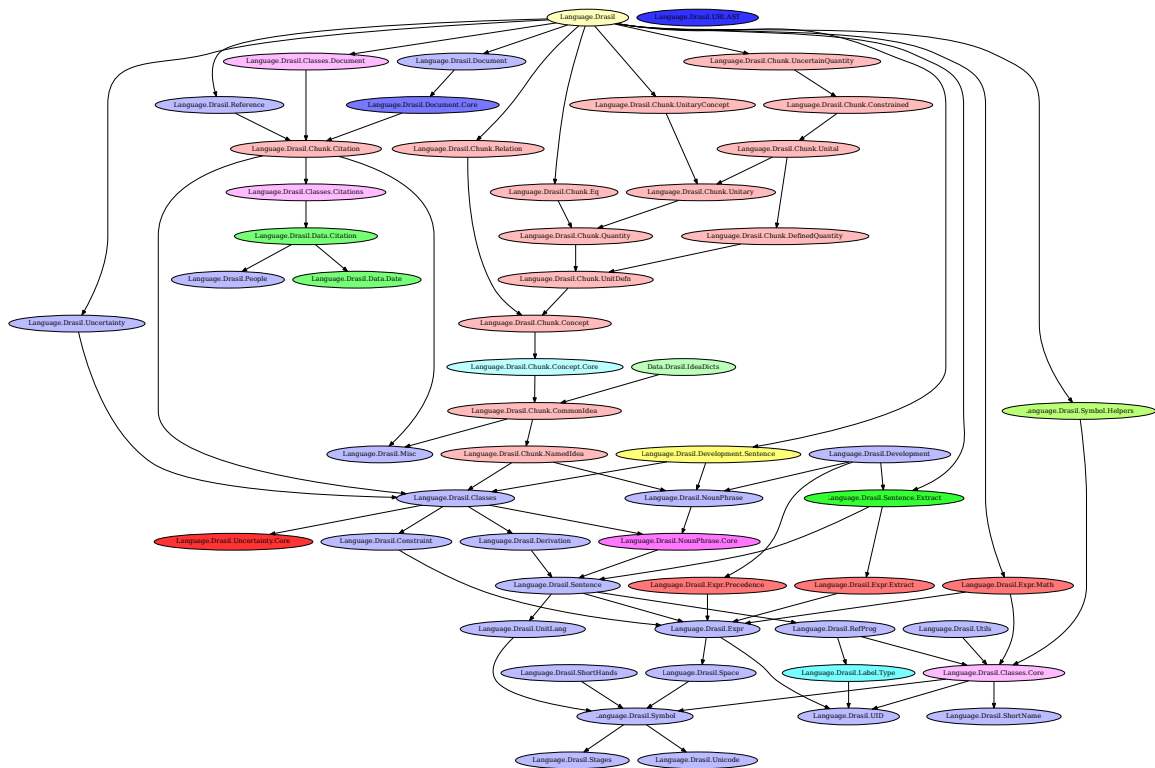 Language.Drasil
Language.Drasil.URI.AST
Language.Drasil.Classes.Document
Language.Drasil.Document
Language.Drasil.Chunk.UncertainQuantity
Language.Drasil.Reference
Language.Drasil.Document.Core
Language.Drasil.Chunk.UnitaryConcept
Language.Drasil.Chunk.Constrained
Language.Drasil.Chunk.Citation
Language.Drasil.Chunk.Relation
Language.Drasil.Chunk.Unital
Language.Drasil.Classes.Citations
Language.Drasil.Chunk.Eq
Language.Drasil.Chunk.Unitary
Language.Drasil.Data.Citation
Language.Drasil.Chunk.Quantity
Language.Drasil.Chunk.DefinedQuantity
Language.Drasil.People
Language.Drasil.Data.Date
Language.Drasil.Chunk.UnitDefn
Language.Drasil.Uncertainty
Language.Drasil.Chunk.Concept
Language.Drasil.Chunk.Concept.Core
Data.Drasil.IdeaDicts
Language.Drasil.Chunk.CommonIdea
Language.Drasil.Symbol.Helpers
Language.Drasil.Misc
Language.Drasil.Chunk.NamedIdea
Language.Drasil.Development.Sentence
Language.Drasil.Development
Language.Drasil.Classes
Language.Drasil.NounPhrase
Language.Drasil.Sentence.Extract
Language.Drasil.Uncertainty.Core
Language.Drasil.Constraint
Language.Drasil.Derivation
Language.Drasil.NounPhrase.Core
Language.Drasil.Sentence
Language.Drasil.Expr.Precedence
Language.Drasil.Expr.Extract
Language.Drasil.Expr.Math
Language.Drasil.UnitLang
Language.Drasil.Expr
Language.Drasil.RefProg
Language.Drasil.Utils
Language.Drasil.ShortHands
Language.Drasil.Space
Language.Drasil.Label.Type
Language.Drasil.Classes.Core
Language.Drasil.Symbol
Language.Drasil.UID
Language.Drasil.ShortName
Language.Drasil.Stages
Language.Drasil.Unicode